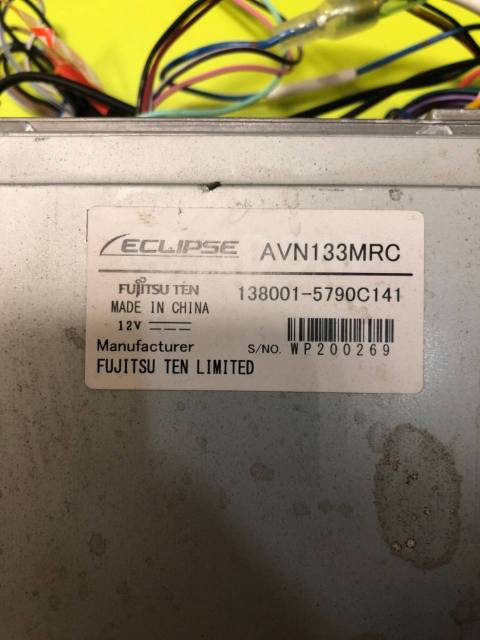 ECLIPSE AVN133MRC
FUJITSU TEN 138001-5790C141
MADE IN CHINA
12V
Manufacturer S/NO. WP200269
FUJITSU TEN LIMITED